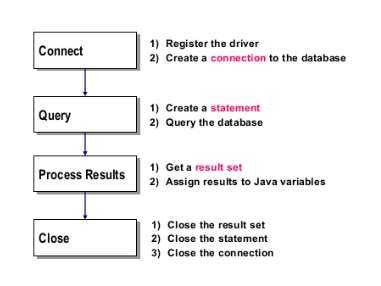 Connect
1) Register the driver
2) Create a connection to the database
Query
1) Create a statement
2) Query the database
Process Results
1) Get a result set
2) Assign results to Java variables
Close
1) Close the result set
2) Close the statement
3) Close the connection